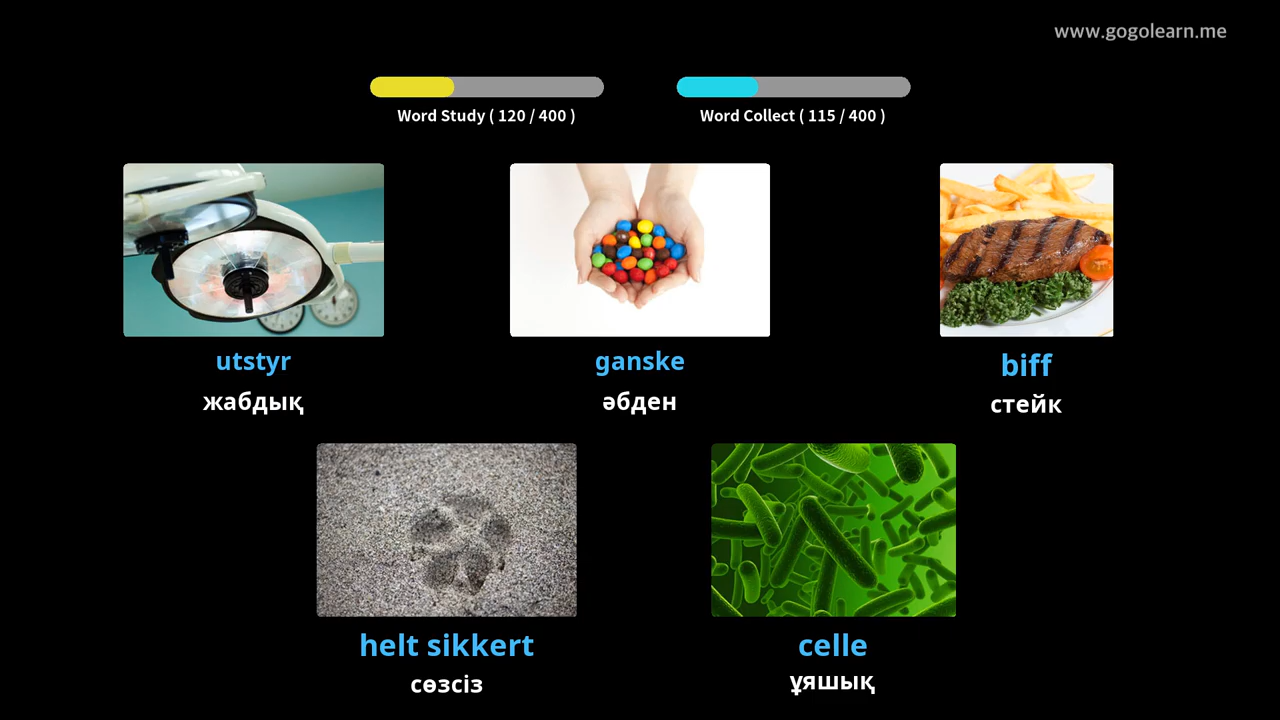 www.gogolearn.me
Word Study ( 120 / 400 )
Word Collect ( 115 / 400 )
utstyr
жабдық
ganske
әбден
biff
стейк
helt sikkert
сөзсіз
celle
ұяшық